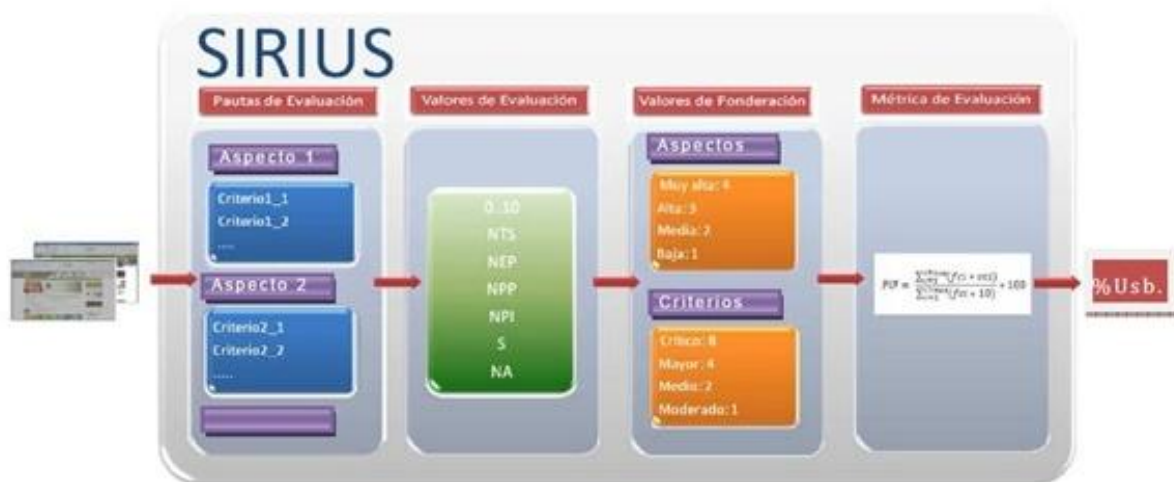 SIRIUS
Pautas de Evaluación
Valores de Evaluación
Valores de Fonderación
Métrica de Evaluación
Aspecto 1
Criterio1_1
Criterio1_2
....
Aspecto 2
Criterio2_1
Criterio2_2
.....
0..10
NTS
NEP
NPP
NPI
S
NA
Aspectos
Muy alta: 4
Alta: 3
Media: 2
Baja: 1
Criterios
Crítico: 8
Mayor: 4
Medio: 2
Moderado: 1
%Usb.